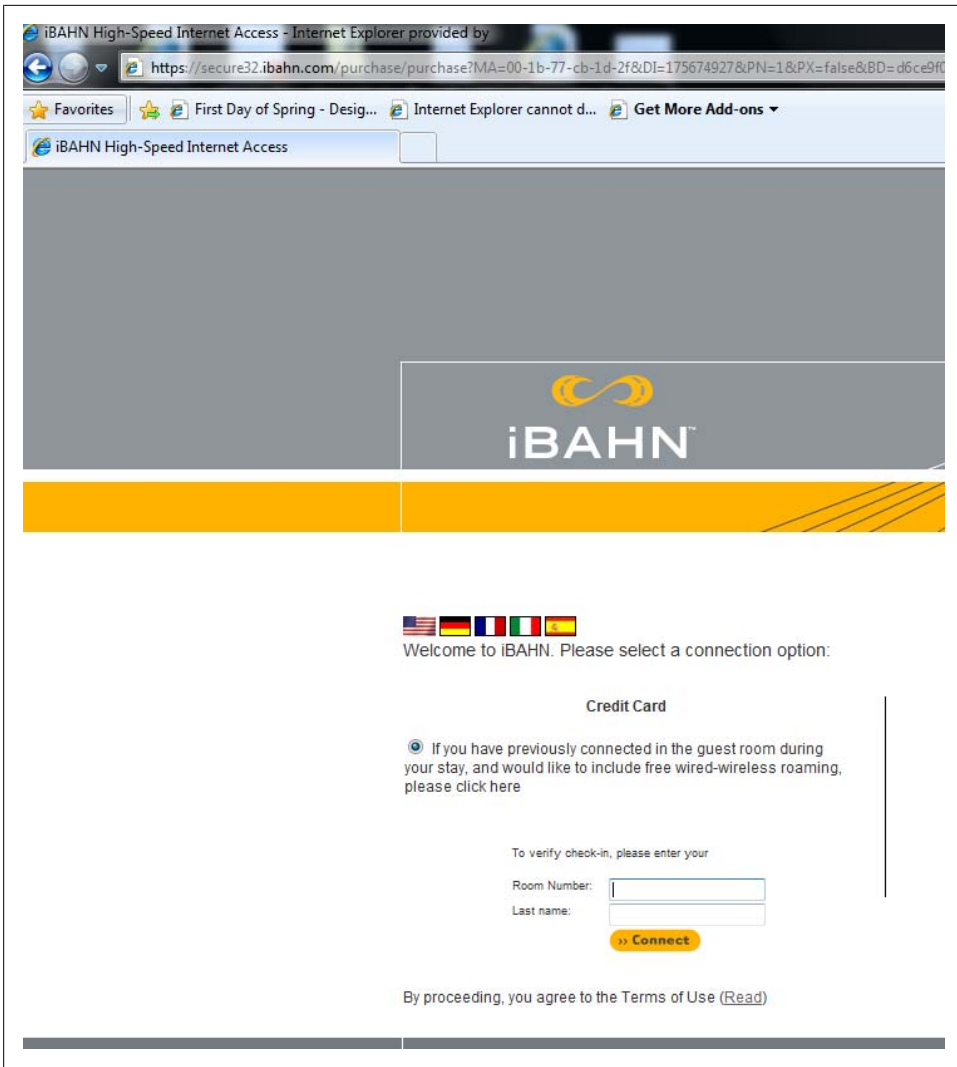 iBAHN High-Speed Internet Access - Internet Explorer provided by
https://secure32.ibahn.com/purchase/purchase?MA=00-1b-77-cb-1d-2f&DI=175674927&PN=1&PX=false&BD=d6ce9f0
Favorites First Day of Spring - Desig... Internet Explorer cannot d... Get More Add-ons
iBAHN High-Speed Internet Access
iBAHN™
Welcome to iBAHN. Please select a connection option:
Credit Card
If you have previously connected in the guest room during
your stay, and would like to include free wired-wireless roaming,
please click here
To verify check-in, please enter your
Room Number:
Last name:
›› Connect
By proceeding, you agree to the Terms of Use (Read)